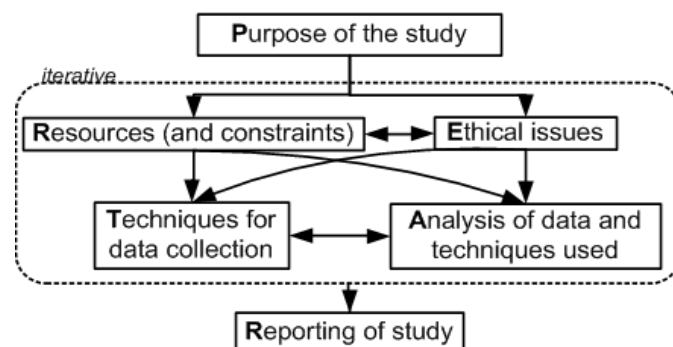 Purpose of the study
iterative
Resources (and constraints)
Ethical issues
Techniques for
data collection
Analysis of data and
techniques used
Reporting of study